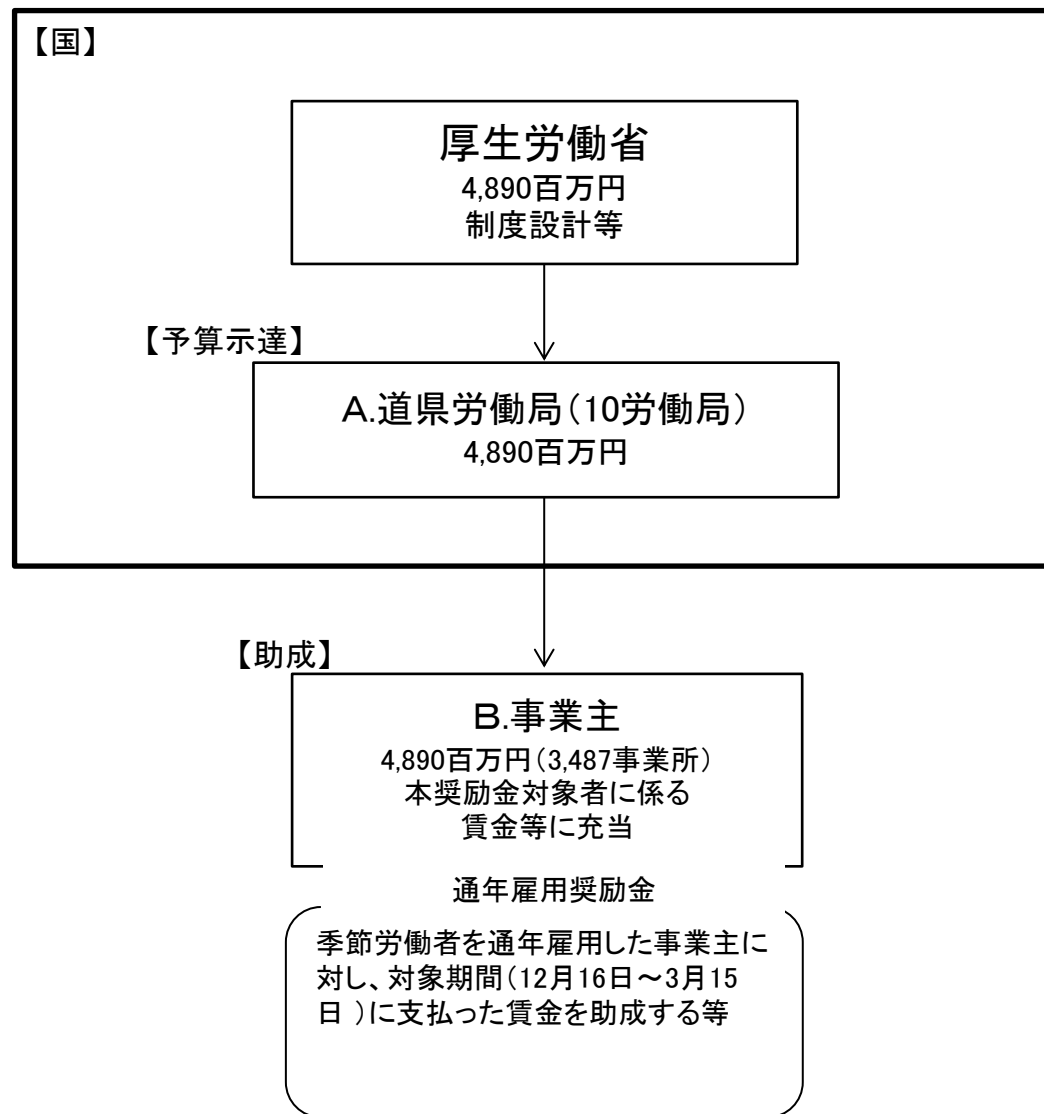 【国】
厚生労働省
4,890百万円
制度設計等
【予算示達】
A.道県労働局（10労働局）
4,890百万円
【助成】
B.事業主
4,890百万円（3,487事業所）
本奨励金対象者に係る
賃金等に充当
通年雇用奨励金
季節労働者を通年雇用した事業主に
対し、対象期間（12月16日～3月15
日 ）に支払った賃金を助成する等